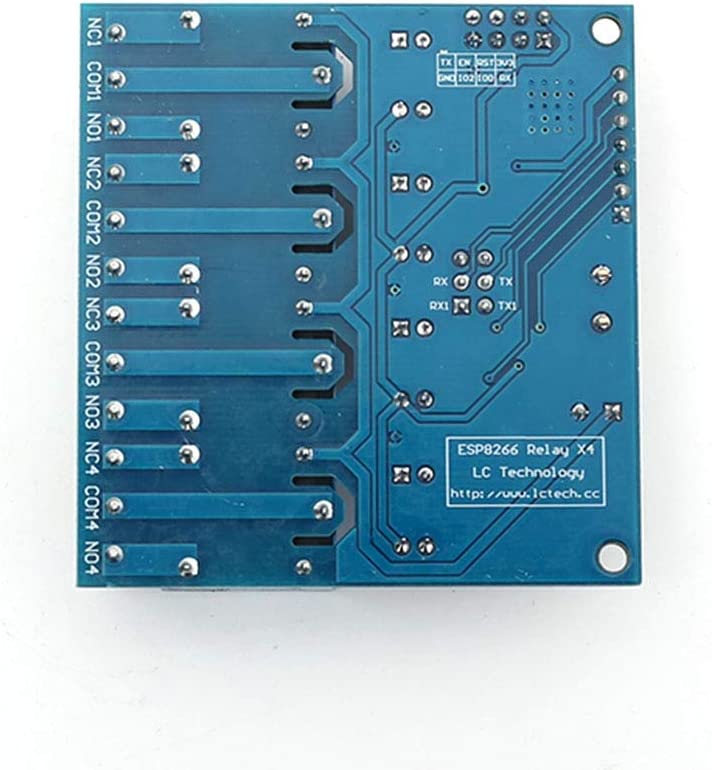 NC1
COM1
NO1
NC2
COM2
NO2
NC3
COM3
NO3
NC4
COM4
NO4
TX EN RST 3V3
GND IO2 IO0 RX
RX TX
RX1 TX1
ESP8266 Relay X4
LC Technology
http://www.lctech.cc